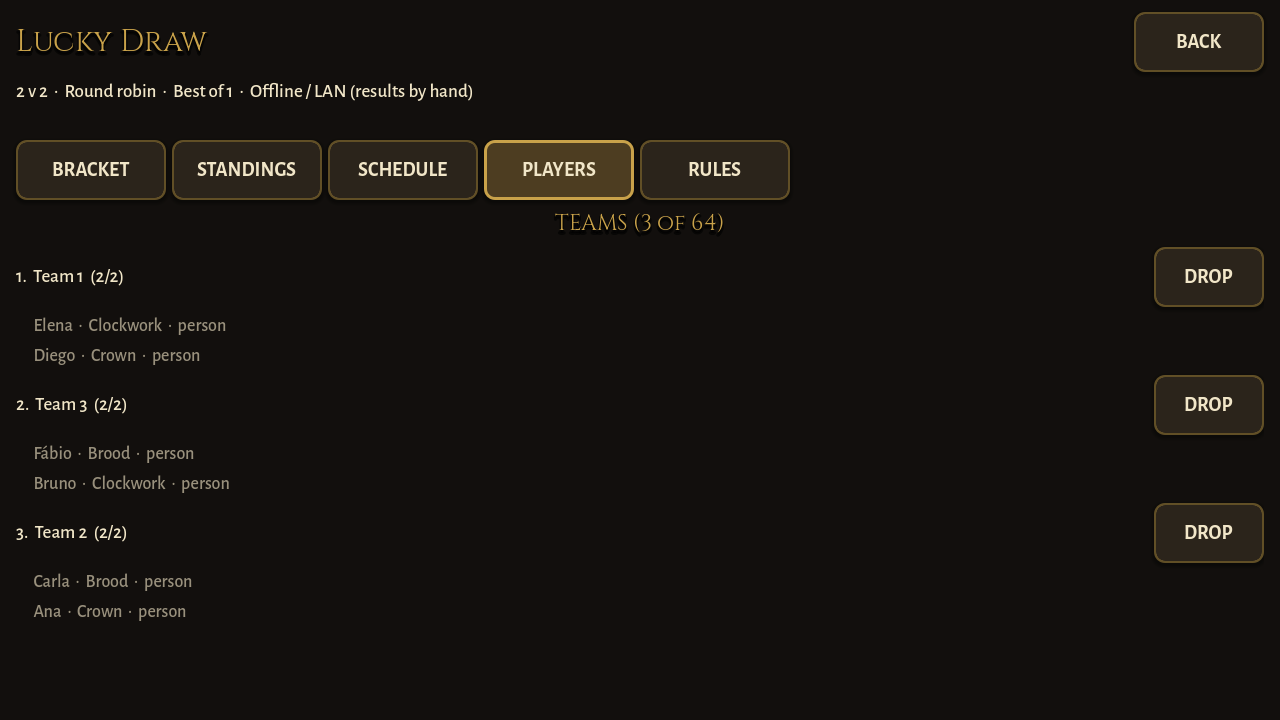 Lucky Draw
BACK
2 v 2 · Round robin · Best of 1 · Offline / LAN (results by hand)
BRACKET STANDINGS SCHEDULE PLAYERS RULES
TEAMS (3 OF 64)
1. Team 1 (2/2) DROP
Elena · Clockwork · person
Diego · Crown · person
2. Team 3 (2/2) DROP
Fábio · Brood · person
Bruno · Clockwork · person
3. Team 2 (2/2) DROP
Carla · Brood · person
Ana · Crown · person